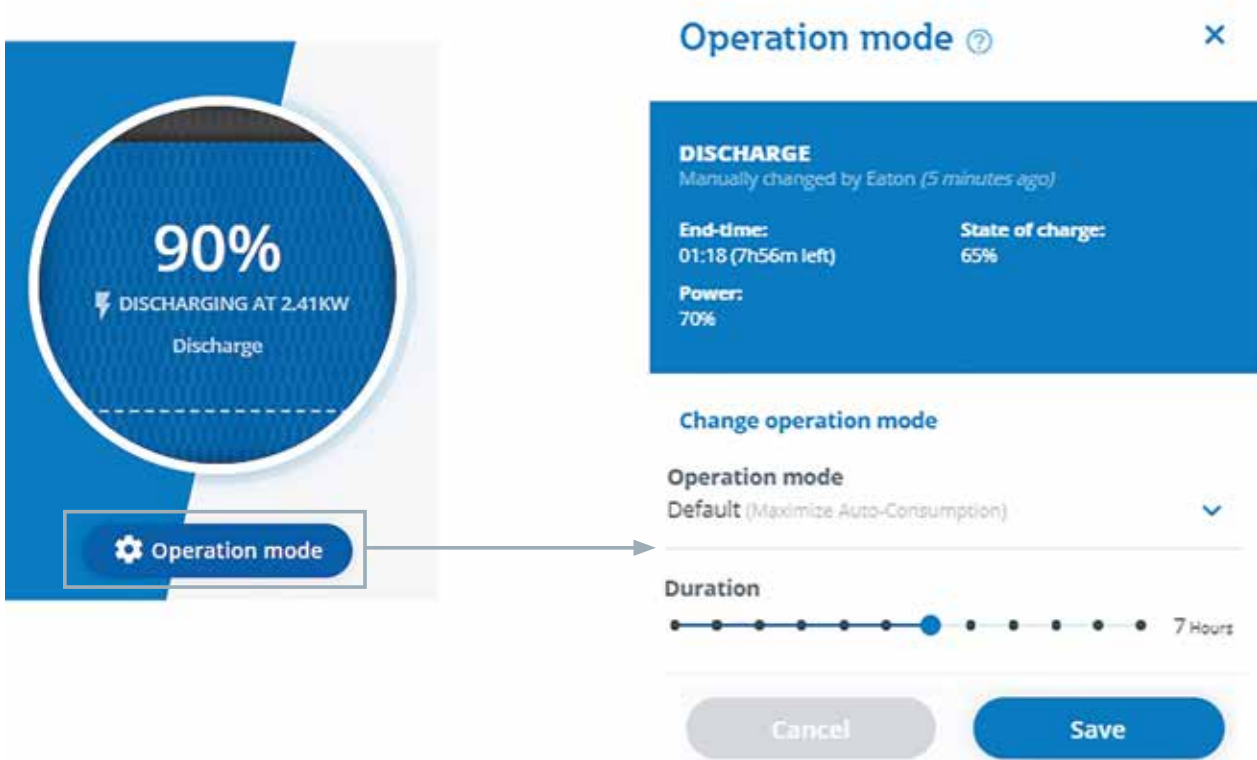 90%
DISCHARGING AT 2.41KW
Discharge
Operation mode
Operation mode ?
DISCHARGE
Manually changed by Eaton (5 minutes ago)
End-time:
01:18 (7h56m left)
State of charge:
65%
Power:
70%
Change operation mode
Operation mode
Default (Maximize Auto-Consumption)
Duration
7 Hours
Cancel
Save